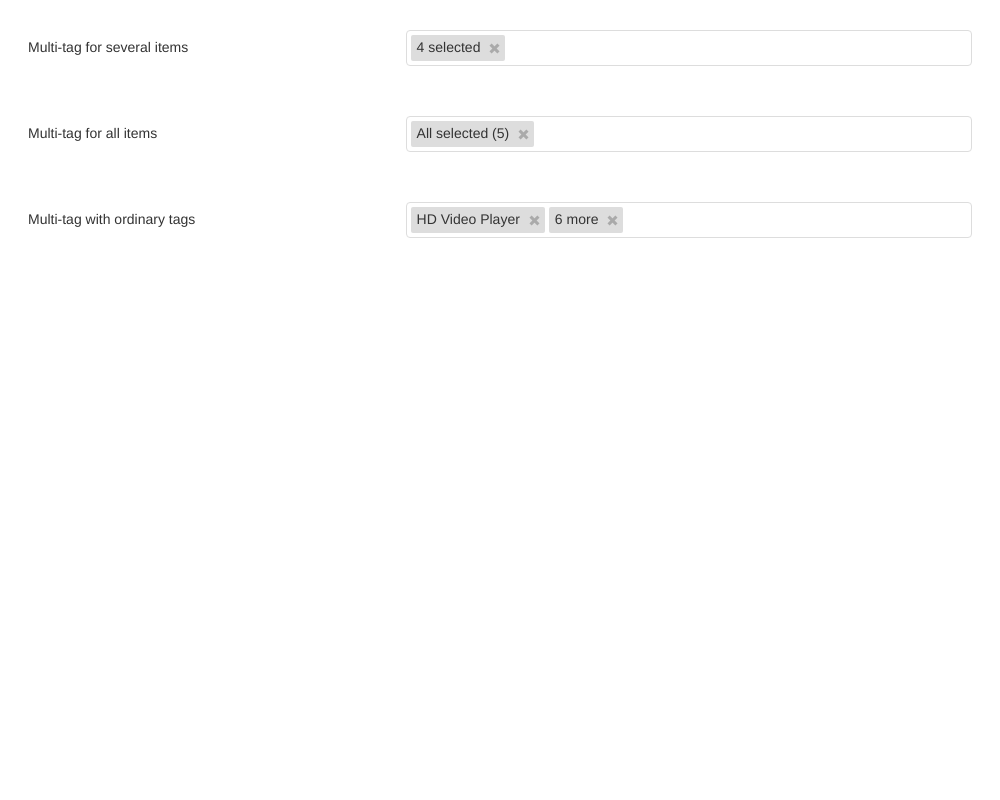 Multi-tag for several items
4 selected
Multi-tag for all items
All selected (5)
Multi-tag with ordinary tags
HD Video Player
6 more